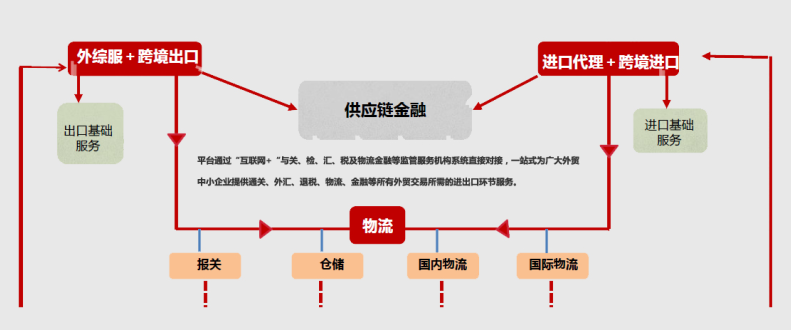 外综服＋跨境出口
进口代理＋跨境进口
供应链金融
出口基础
服务
进口基础
服务
平台通过“互联网+“与关、检、汇、税及物流金融等监管服务机构系统直接对接，一站式为广大外贸
中小企业提供通关、外汇、退税、物流、金融等所有外贸交易所需的进出口环节服务。
物流
报关
仓储
国内物流
国际物流